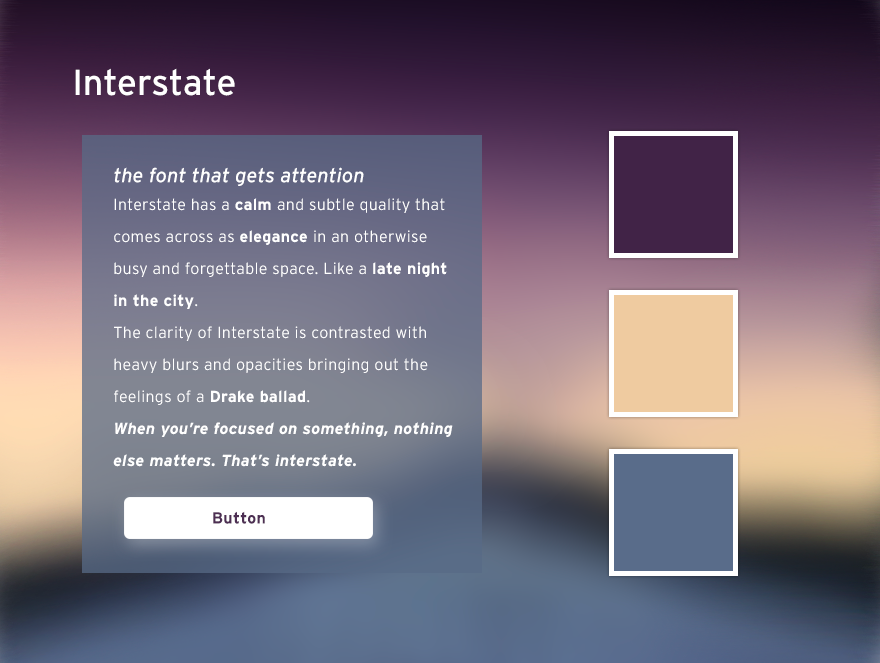 Interstate
the font that gets attention
Interstate has a calm and subtle quality that
comes across as elegance in an otherwise
busy and forgettable space. Like a late night
in the city.
The clarity of Interstate is contrasted with
heavy blurs and opacities bringing out the
feelings of a Drake ballad.
When you're focused on something, nothing
else matters. That's interstate.
Button